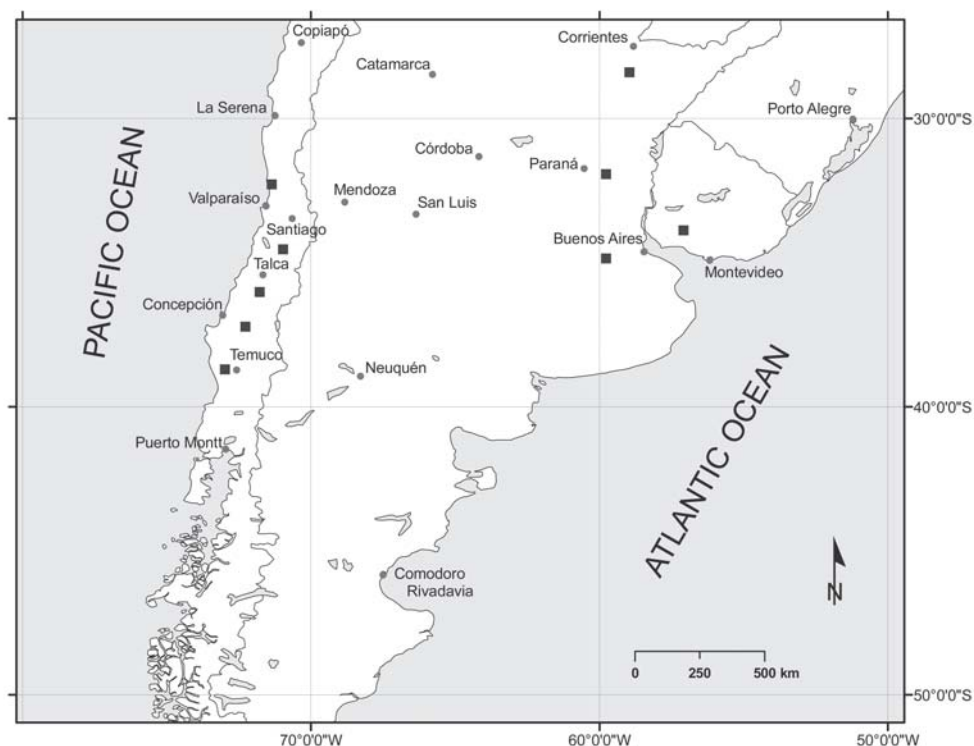 Copiapó
Corrientes
Catamarca
La Serena
Porto Alegre
30°0'0"S
Córdoba
Paraná
Mendoza
Valparaíso
San Luis
Santiago
Buenos Aires
Talca
Montevideo
PACIFIC OCEAN
Concepción
Temuco
Neuquén
40°0'0"S
Puerto Montt
ATLANTIC OCEAN
Comodoro
Rivadavia
N
0 250 500 km
50°0'0"S
70°0'0"W 60°0'0"W 50°0'0"W